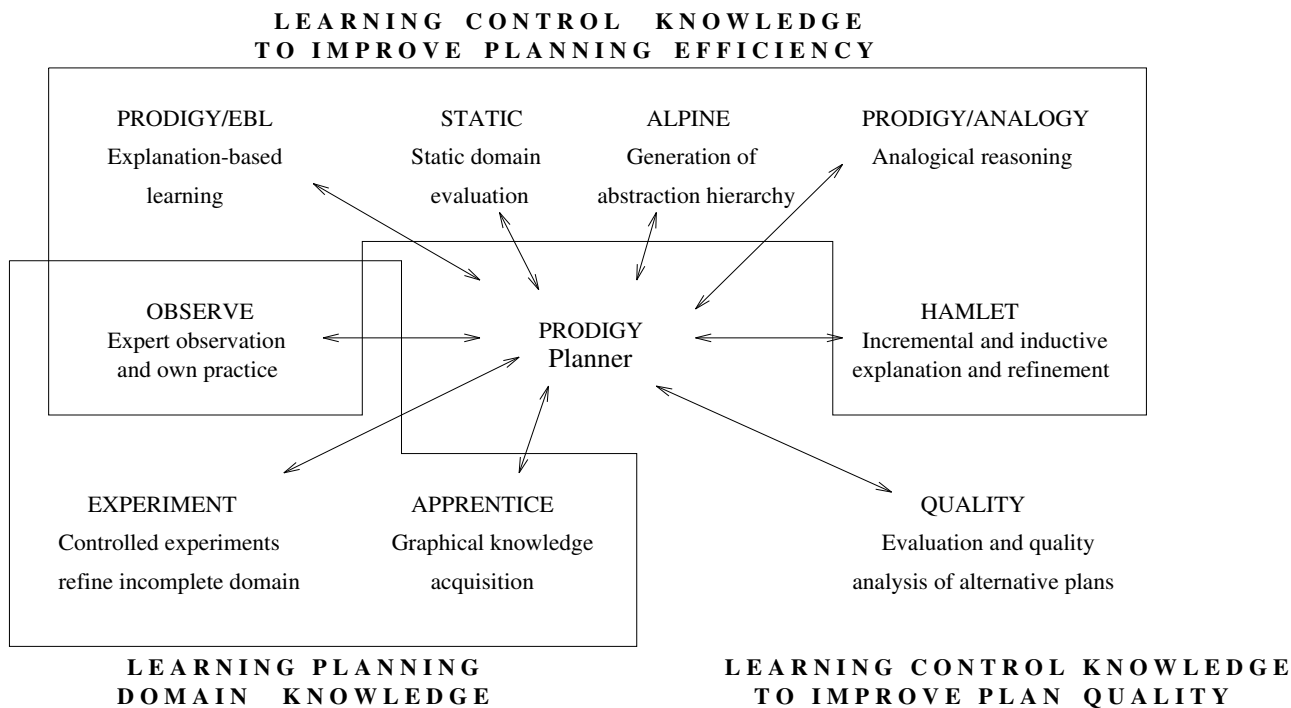 LEARNING CONTROL KNOWLEDGE
TO IMPROVE PLANNING EFFICIENCY
PRODIGY/EBL
Explanation-based
learning
STATIC
Static domain
evaluation
ALPINE
Generation of
abstraction hierarchy
PRODIGY/ANALOGY
Analogical reasoning
OBSERVE
Expert observation
and own practice
PRODIGY
Planner
HAMLET
Incremental and inductive
explanation and refinement
EXPERIMENT
Controlled experiments
refine incomplete domain
APPRENTICE
Graphical knowledge
acquisition
QUALITY
Evaluation and quality
analysis of alternative plans
LEARNING PLANNING
DOMAIN KNOWLEDGE
LEARNING CONTROL KNOWLEDGE
TO IMPROVE PLAN QUALITY